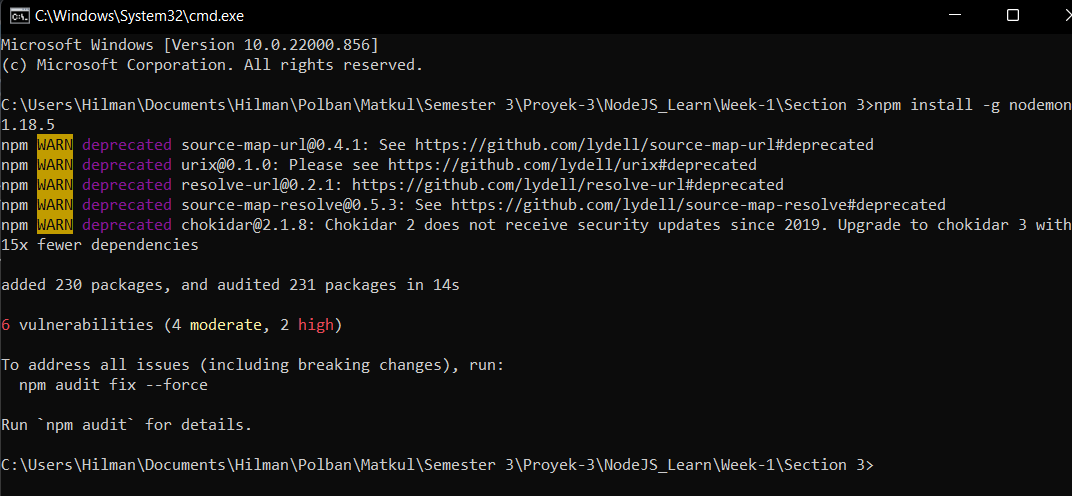 C:\Windows\System32\cmd.exe
Microsoft Windows [Version 10.0.22000.856]
(c) Microsoft Corporation. All rights reserved.
C:\Users\Hilman\Documents\Hilman\Polban\Matkul\Semester 3\Proyek-3\NodeJS_Learn\Week-1\Section 3>npm install -g nodemon
1.18.5
npm WARN deprecated source-map-url@0.4.1: See https://github.com/lydell/source-map-url#deprecated
npm WARN deprecated urix@0.1.0: Please see https://github.com/lydell/urix#deprecated
npm WARN deprecated resolve-url@0.2.1: https://github.com/lydell/resolve-url#deprecated
npm WARN deprecated source-map-resolve@0.5.3: See https://github.com/lydell/source-map-resolve#deprecated
npm WARN deprecated chokidar@2.1.8: Chokidar 2 does not receive security updates since 2019. Upgrade to chokidar 3 with
15x fewer dependencies
added 230 packages, and audited 231 packages in 14s
6 vulnerabilities (4 moderate, 2 high)
To address all issues (including breaking changes), run:
  npm audit fix --force
Run `npm audit` for details.
C:\Users\Hilman\Documents\Hilman\Polban\Matkul\Semester 3\Proyek-3\NodeJS_Learn\Week-1\Section 3>